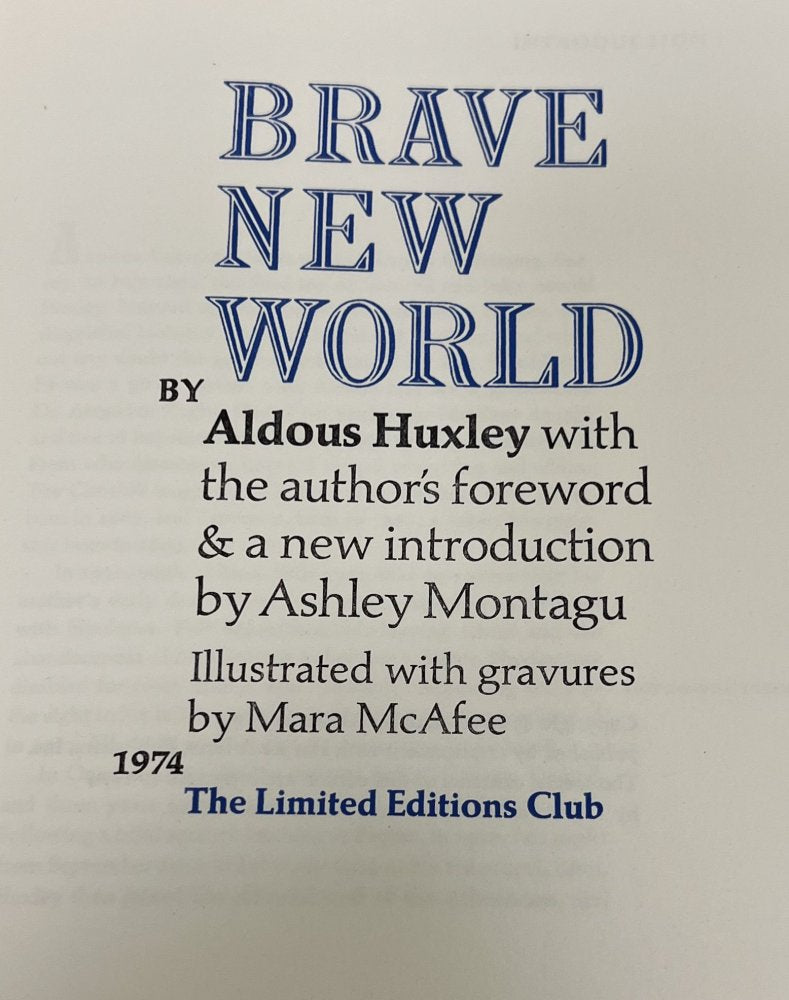 BRAVE
NEW
WORLD
BY
Aldous Huxley with
the author's foreword
& a new introduction
by Ashley Montagu
Illustrated with gravures
by Mara McAfee
1974
The Limited Editions Club